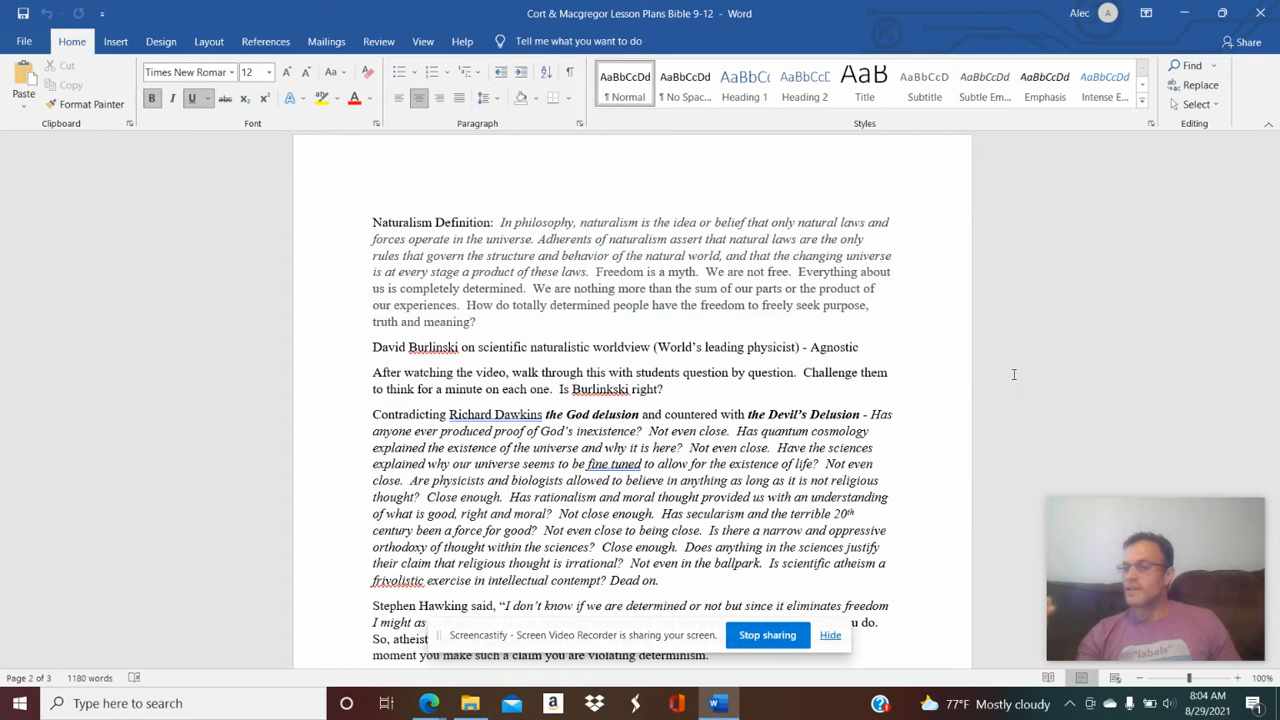 Cort & Macgregor Lesson Plans Bible 9-12 - Word
Alec A
File Home Insert Design Layout References Mailings Review View Help Tell me what you want to do Share
Cut
Copy
Format Painter
Paste
Times New Romar 12
Aa
B I U abc x₂ x² A A
AaBbCcDd AaBbCcDd AaBbCc AaBbCcD AaB AaBbCcD AaBbCcDd AaBbCcDd AaBbCcDd
¶ Normal ¶ No Spac... Heading 1 Heading 2 Title Subtitle Subtle Em... Emphasis Intense E...
Find
Replace
Select
Clipboard Font Paragraph Styles Editing
Naturalism Definition: In philosophy, naturalism is the idea or belief that only natural laws and
forces operate in the universe. Adherents of naturalism assert that natural laws are the only
rules that govern the structure and behavior of the natural world, and that the changing universe
is at every stage a product of these laws. Freedom is a myth. We are not free. Everything about
us is completely determined. We are nothing more than the sum of our parts or the product of
our experiences. How do totally determined people have the freedom to freely seek purpose,
truth and meaning?
David Burlinski on scientific naturalistic worldview (World's leading physicist) - Agnostic
After watching the video, walk through this with students question by question. Challenge them
to think for a minute on each one. Is Burlinkski right?
Contradicting Richard Dawkins the God delusion and countered with the Devil's Delusion - Has
anyone ever produced proof of God's inexistence? Not even close. Has quantum cosmology
explained the existence of the universe and why it is here? Not even close. Have the sciences
explained why our universe seems to be fine tuned to allow for the existence of life? Not even
close. Are physicists and biologists allowed to believe in anything as long as it is not religious
thought? Close enough. Has rationalism and moral thought provided us with an understanding
of what is good, right and moral? Not close enough. Has secularism and the terrible 20th
century been a force for good? Not even close to being close. Is there a narrow and oppressive
orthodoxy of thought within the sciences? Close enough. Does anything in the sciences justify
their claim that religious thought is irrational? Not even in the ballpark. Is scientific atheism a
frivolistic exercise in intellectual contempt? Dead on.
Stephen Hawking said, “I don't know if we are determined or not but since it eliminates freedom
I might as
u do.
So, atheist
moment you make such a claim you are violating determinism.
Screencastify - Screen Video Recorder is sharing your screen. Stop sharing Hide
"labels"
Page 2 of 3 1180 words 100%
Type here to search
77°F Mostly cloudy
8:04 AM
8/29/2021